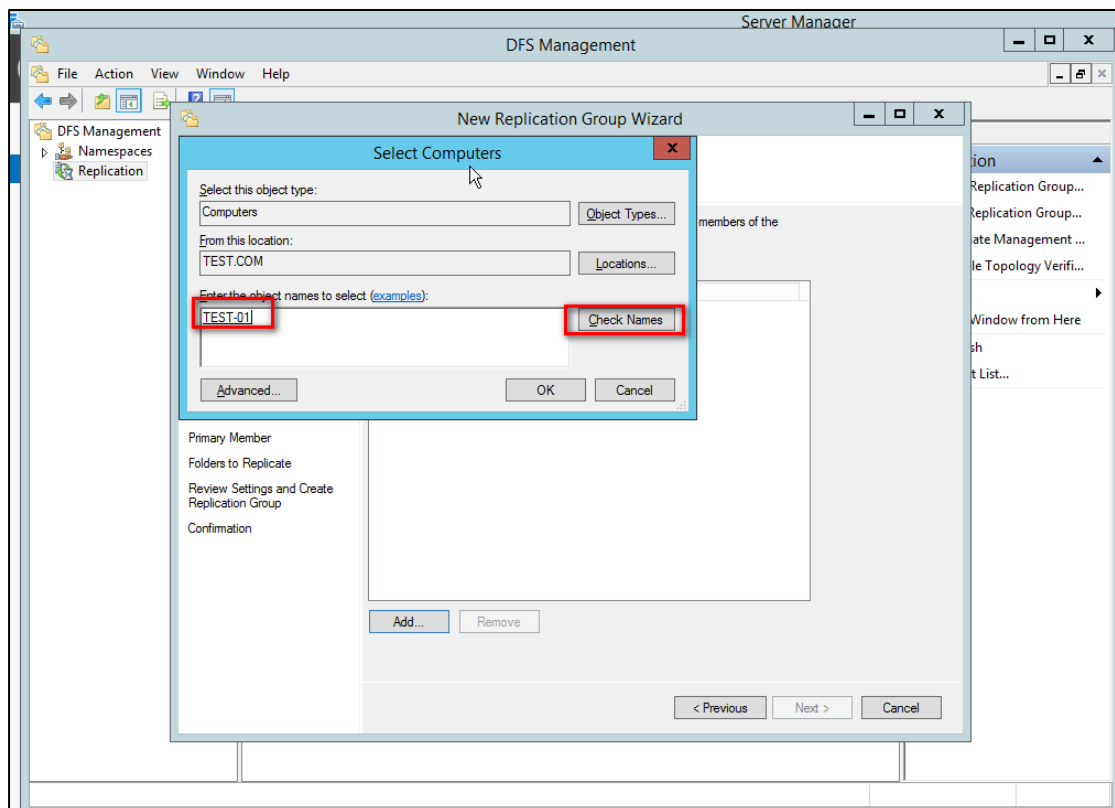 Server Manager
DFS Management
File Action View Window Help
DFS Management
Namespaces
Replication
New Replication Group Wizard
Select Computers
Select this object type:
Computers
Object Types...
From this location:
TEST.COM
Locations...
Enter the object names to select (examples):
TEST-01
Check Names
Advanced...
OK
Cancel
members of the
Primary Member
Folders to Replicate
Review Settings and Create
Replication Group
Confirmation
Add...
Remove
< Previous
Next >
Cancel
ion
Replication Group...
Replication Group...
ate Management ...
le Topology Verifi...
Window from Here
sh
t List...